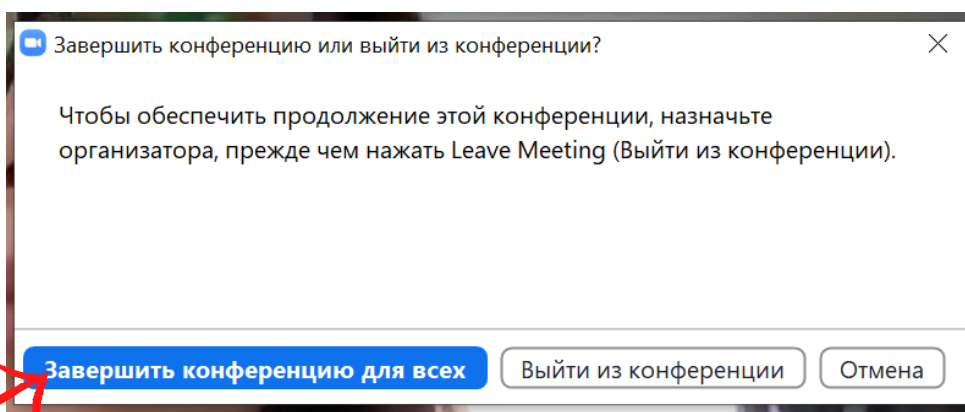 Завершить конференцию или выйти из конференции?
Чтобы обеспечить продолжение этой конференции, назначьте
организатора, прежде чем нажать Leave Meeting (Выйти из конференции).
Завершить конференцию для всех Выйти из конференции Отмена